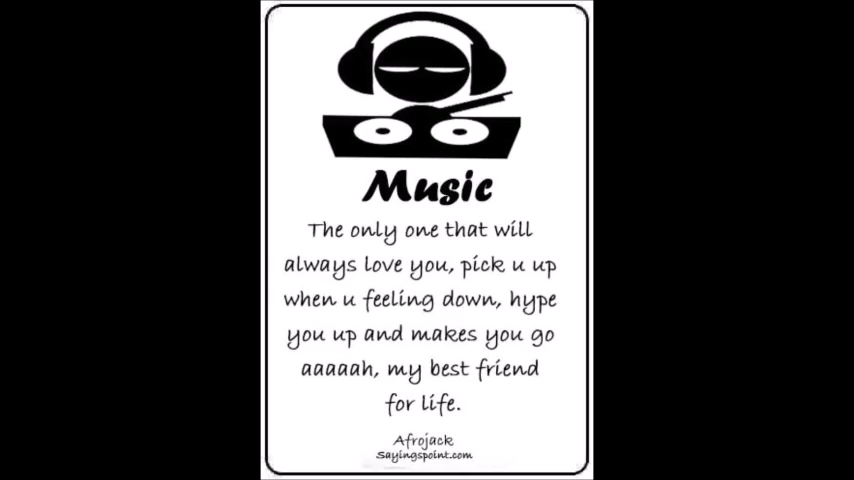 Music
The only one that will
always love you, pick u up
when u feeling down, hype
you up and makes you go
aaaaah, my best friend
for life.
Afrojack
Sayingspoint.com